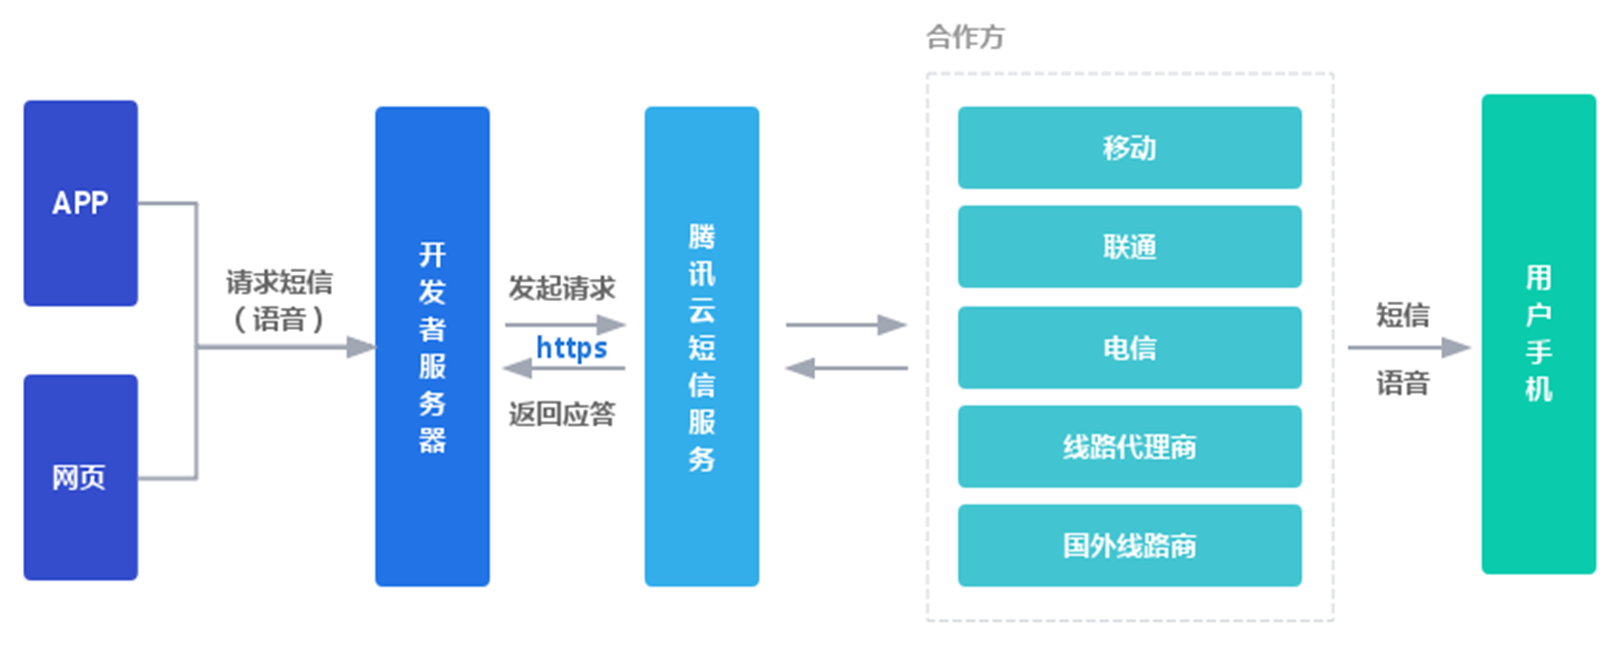 合作方
APP
网页
请求短信
（语音）
开发者服务器
发起请求
https
返回应答
腾讯云短信服务
移动
联通
电信
线路代理商
国外线路商
短信
语音
用户手机